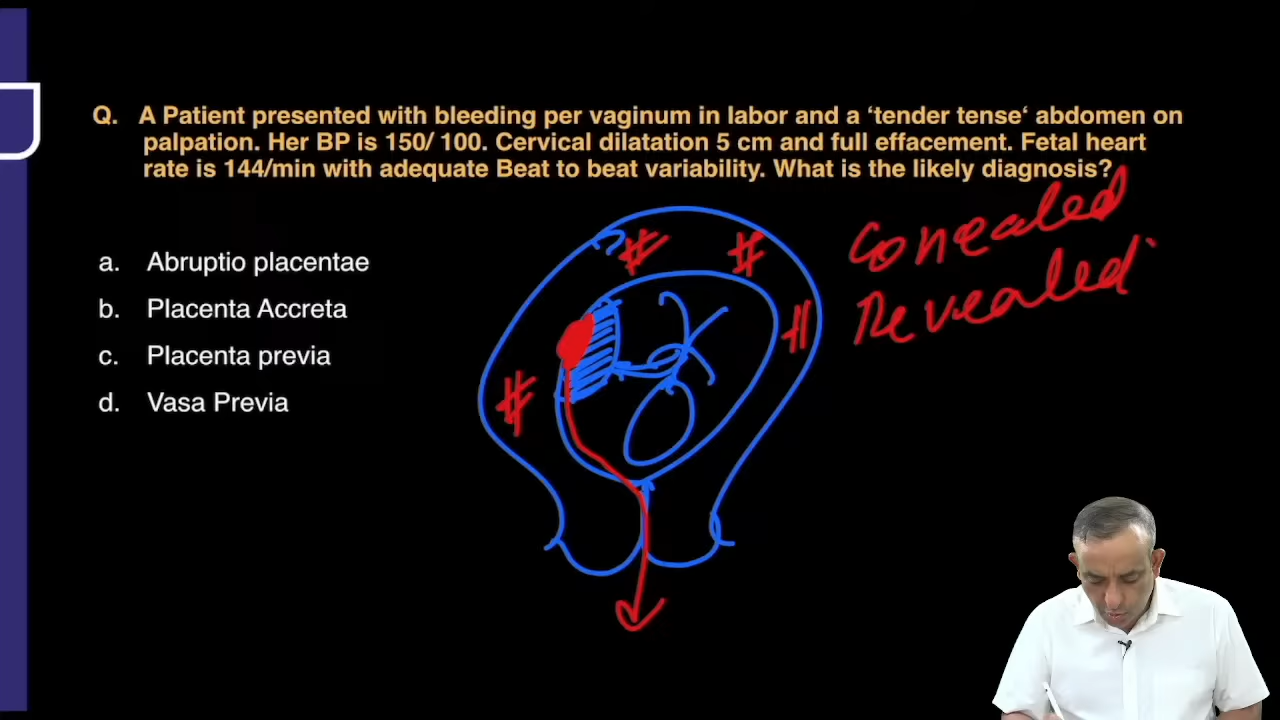 Q. A Patient presented with bleeding per vaginum in labor and a ‘tender tense‘ abdomen on
palpation. Her BP is 150/ 100. Cervical dilatation 5 cm and full effacement. Fetal heart
rate is 144/min with adequate Beat to beat variability. What is the likely diagnosis?
a. Abruptio placentae
b. Placenta Accreta
c. Placenta previa
d. Vasa Previa
Conealed
Revealed